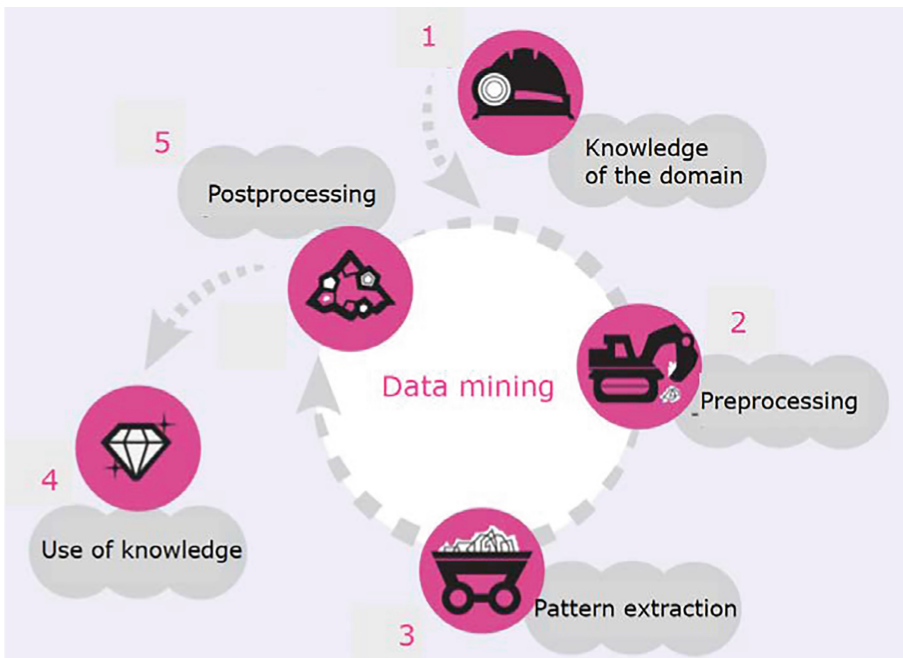 1
Knowledge
of the domain
5
Postprocessing
2
Data mining
Preprocessing
4
Use of knowledge
Pattern extraction
3